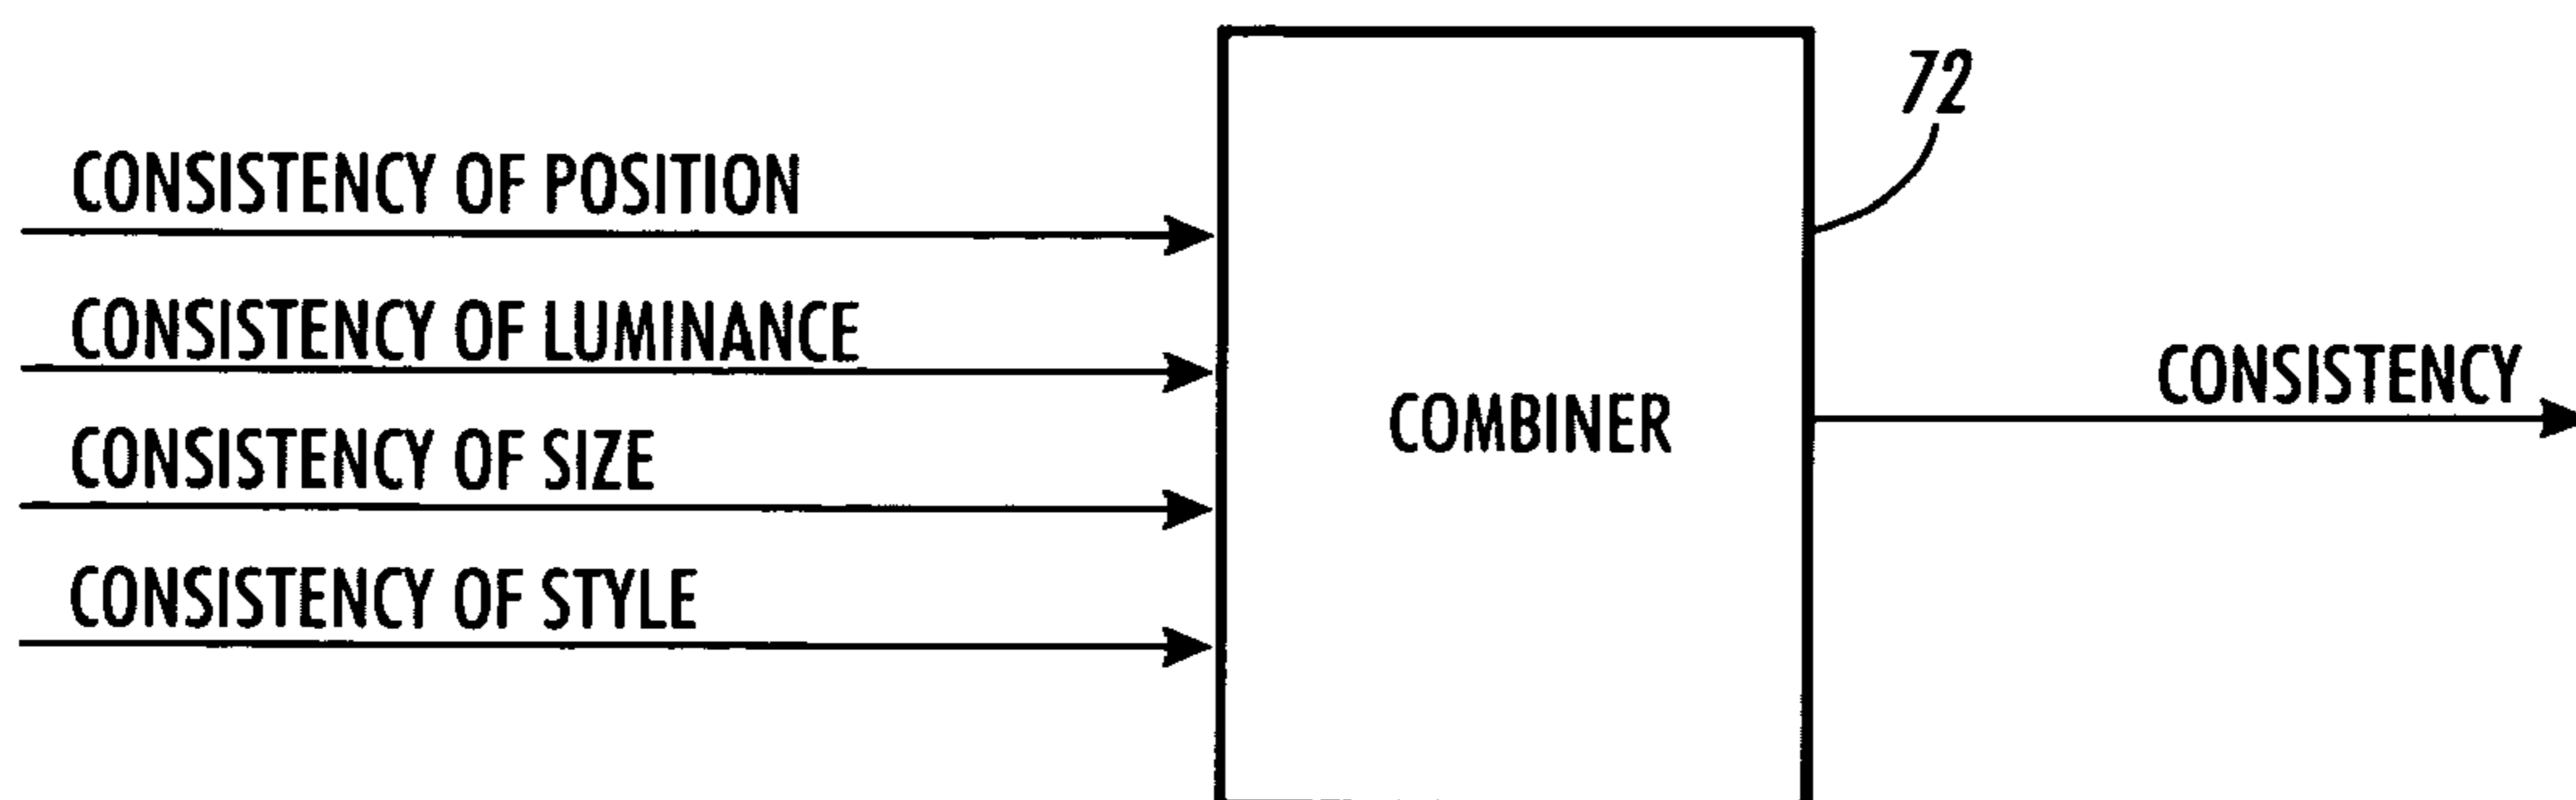 72
CONSISTENCY OF POSITION
CONSISTENCY OF LUMINANCE
CONSISTENCY
CONSISTENCY OF SIZE
COMBINER
CONSISTENCY OF STYLE